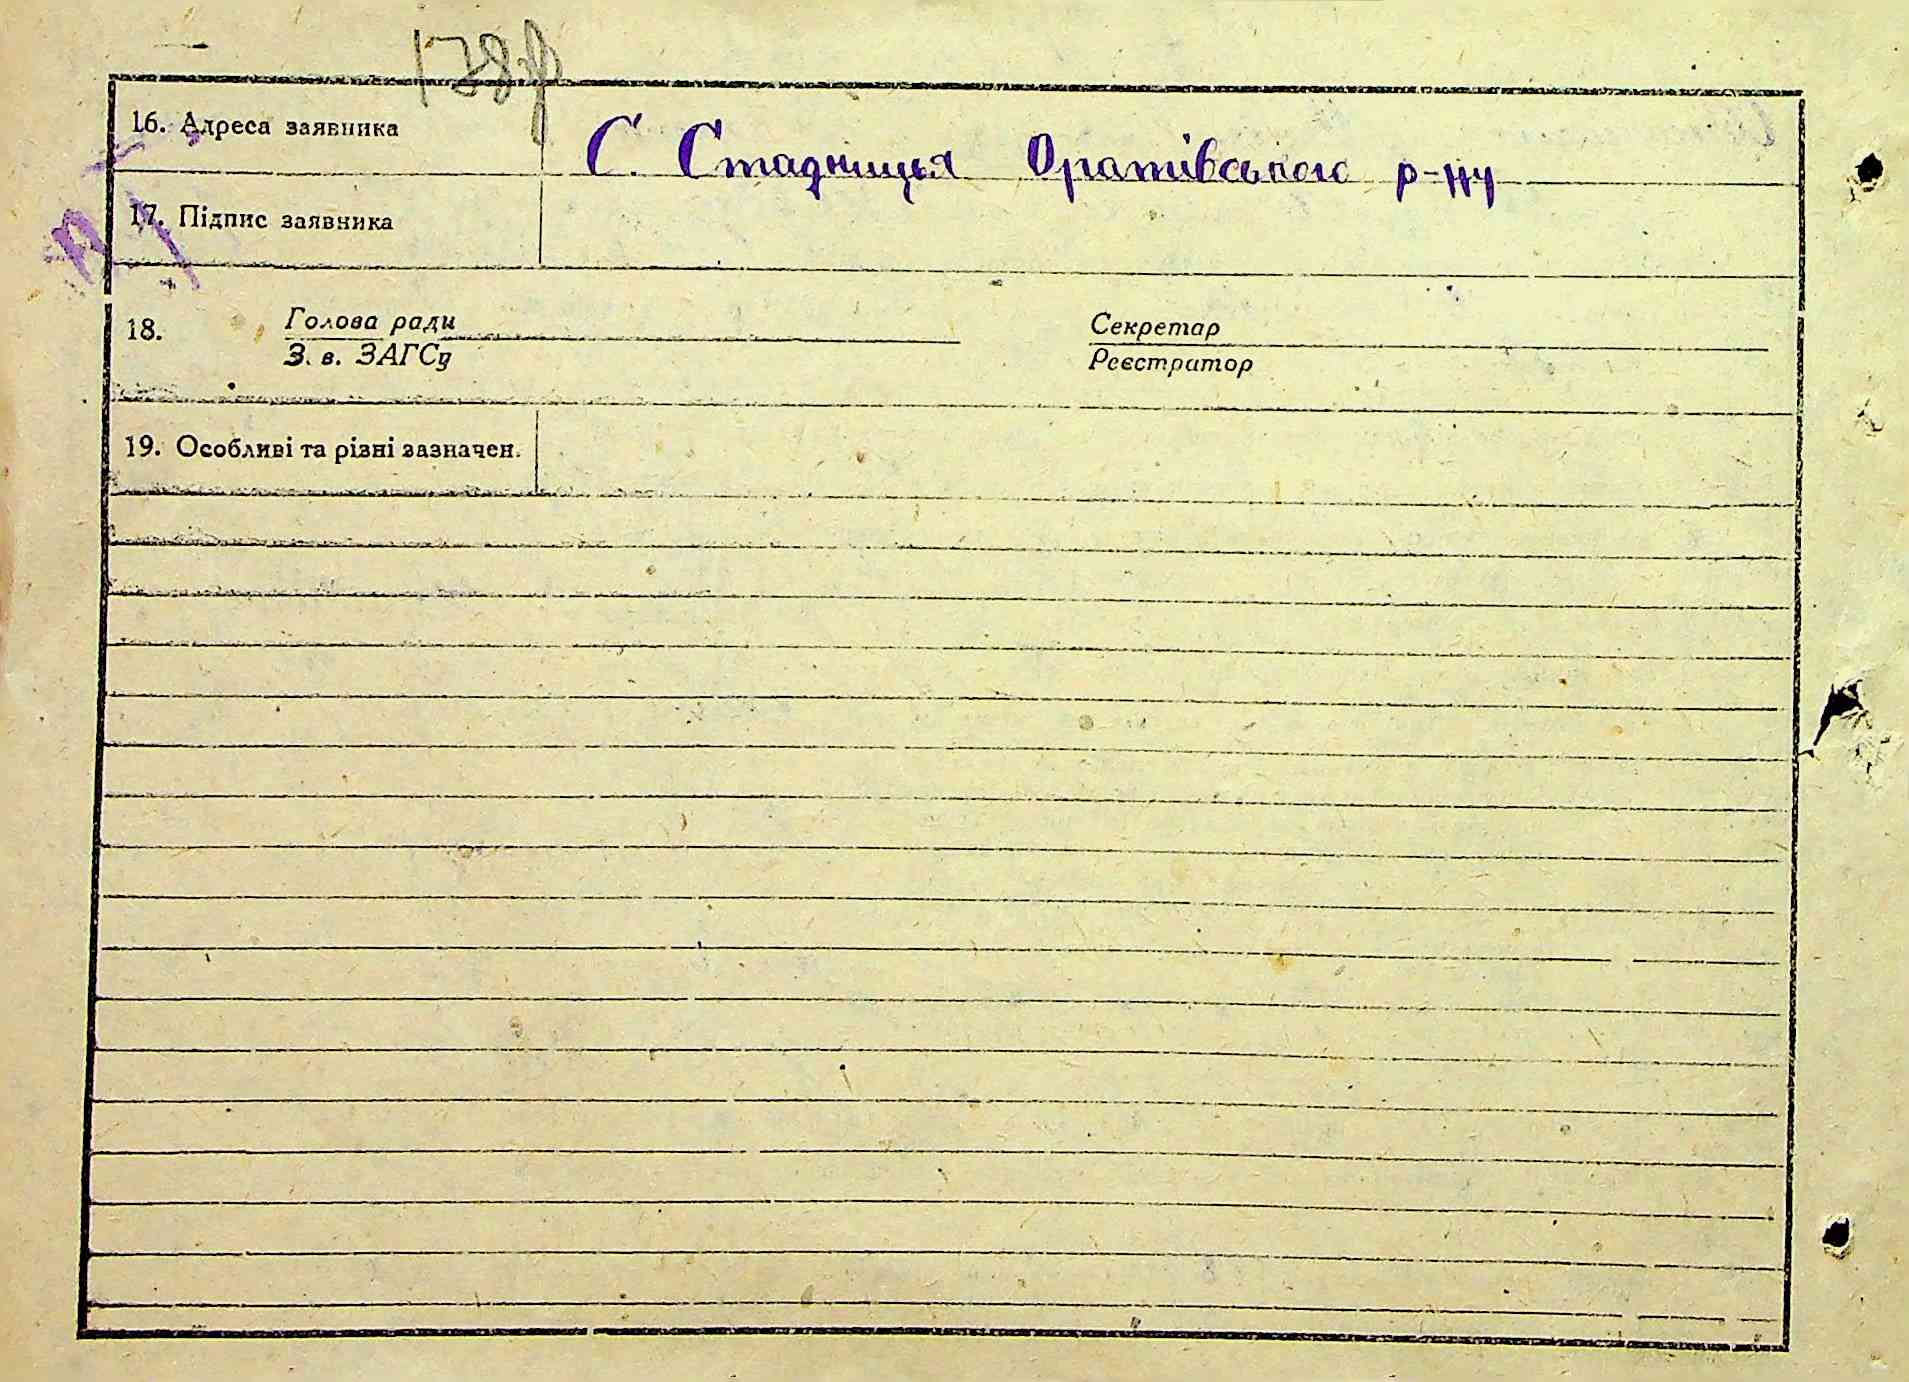 16. Адреса заявника С. Стадниця Оратівського р-ну
17. Підпис заявника
18. Голова ради Секретар
З. в. ЗАГСу Реєстратор
19. Особливі та різні зазначен.